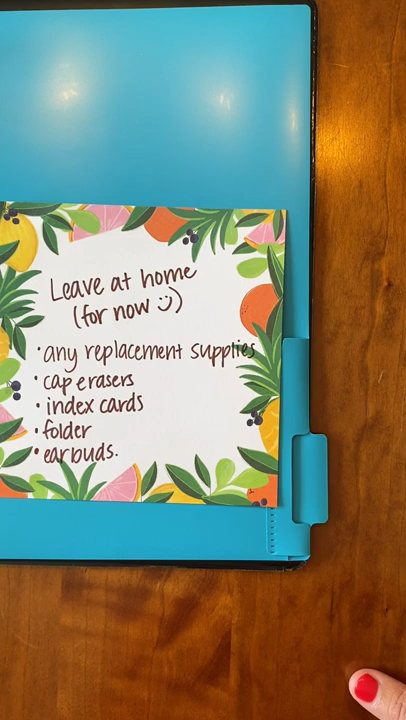 Leave at home
(for now :))
• any replacement supplies
• cap erasers
• index cards
• folder
• earbuds.